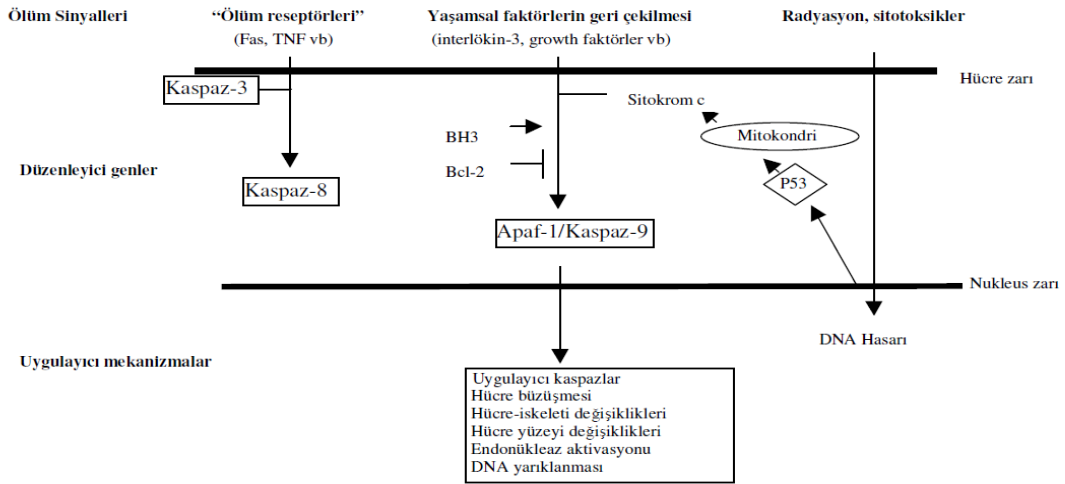 Ölüm Sinyalleri
“Ölüm reseptörleri”
(Fas, TNF vb)
Yaşamsal faktörlerin geri çekilmesi
(interlökin-3, growth faktörler vb)
Radyasyon, sitotoksikler
Hücre zarı
Kaspaz-3
Sitokrom c
BH3
Mitokondri
Düzenleyici genler
Bcl-2
P53
Kaspaz-8
Apaf-1/Kaspaz-9
Nukleus zarı
DNA Hasarı
Uygulayıcı mekanizmalar
Uygulayıcı kaspazlar
Hücre büzüşmesi
Hücre-iskeleti değişiklikleri
Hücre yüzeyi değişiklikleri
Endonükleaz aktivasyonu
DNA yarıklanması